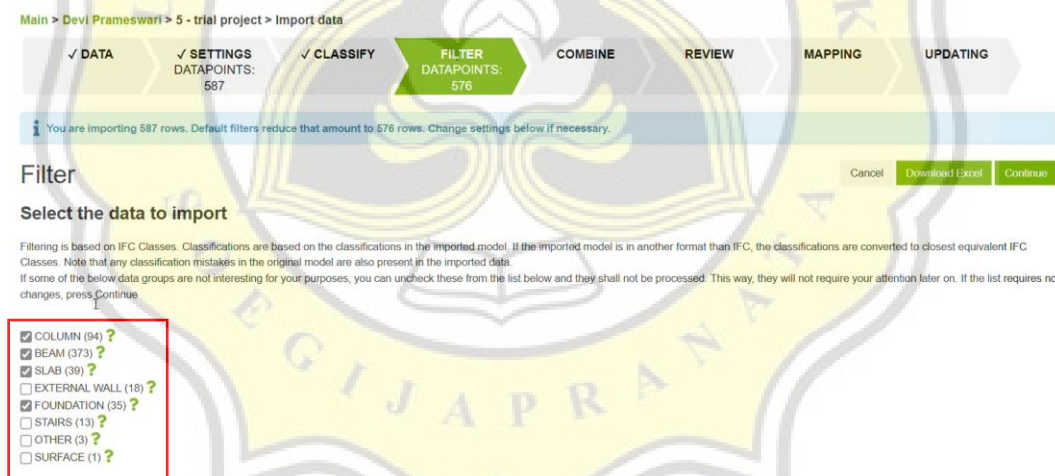 Main > Devi Prameswari > 5 - trial project > Import data
✓ DATA
✓ SETTINGS
DATAPOINTS:
587
✓ CLASSIFY
FILTER
DATAPOINTS:
576
COMBINE
REVIEW
MAPPING
UPDATING
You are importing 587 rows. Default filters reduce that amount to 576 rows. Change settings below if necessary.
Filter
Cancel Download Excel Continue
Select the data to import
Filtering is based on IFC Classes. Classifications are based on the classifications in the imported model. If the imported model is in another format than IFC, the classifications are converted to closest equivalent IFC
Classes. Note that any classification mistakes in the original model are also present in the imported data.
If some of the below data groups are not interesting for your purposes, you can uncheck these from the list below and they shall not be processed. This way, they will not require your attention later on. If the list requires no
changes, press Continue
COLUMN (94) ?
BEAM (373) ?
SLAB (39) ?
EXTERNAL WALL (18) ?
FOUNDATION (35) ?
STAIRS (13) ?
OTHER (3) ?
SURFACE (1) ?
SEGIJAPRANATA